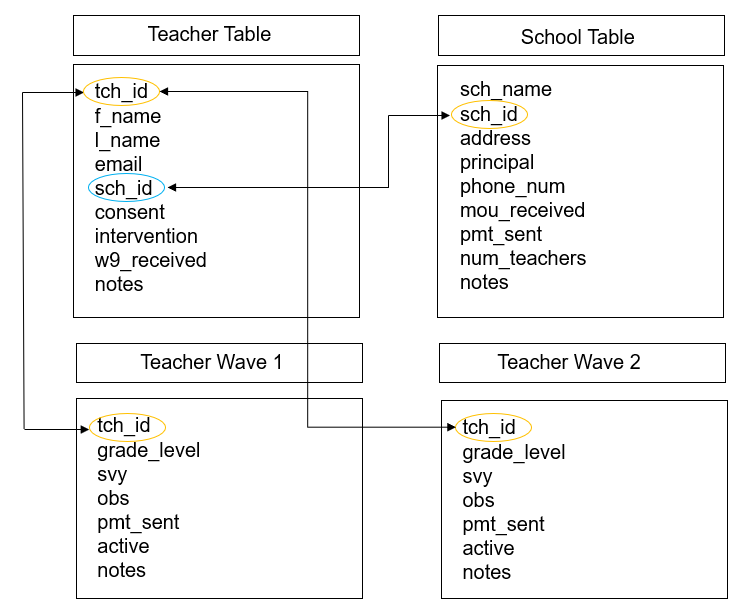 Teacher Table
tch_id
f_name
l_name
email
sch_id
consent
intervention
w9_received
notes
School Table
sch_name
sch_id
address
principal
phone_num
mou_received
pmt_sent
num_teachers
notes
Teacher Wave 1
tch_id
grade_level
svy
obs
pmt_sent
active
notes
Teacher Wave 2
tch_id
grade_level
svy
obs
pmt_sent
active
notes